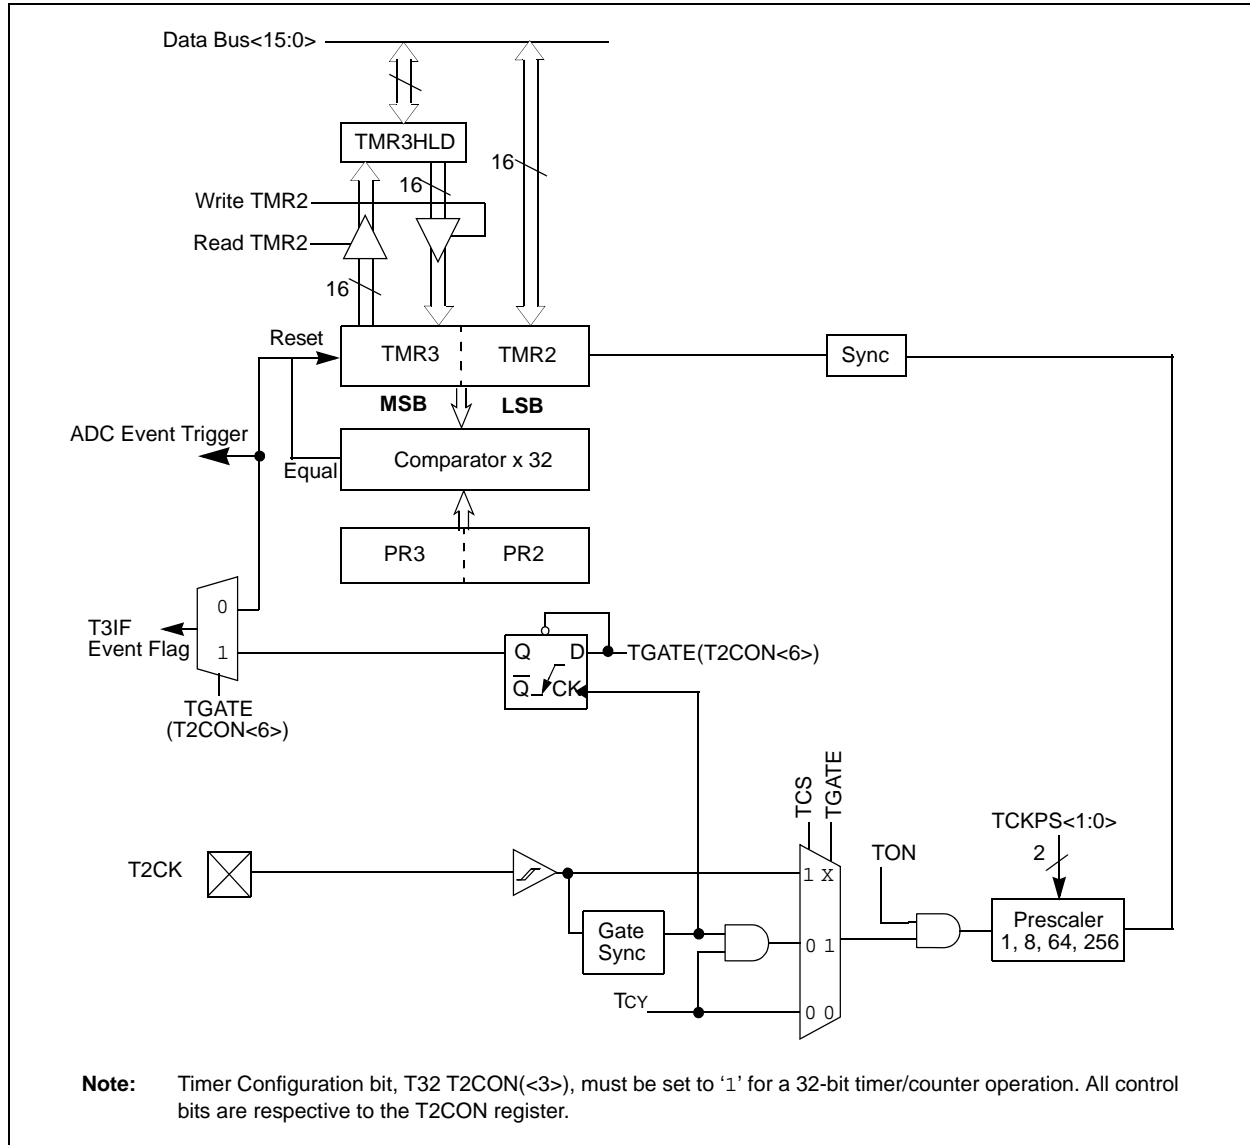 Data Bus<15:0>
TMR3HLD
16
16
Write TMR2
Read TMR2
16
Reset
TMR3
TMR2
Sync
MSB
LSB
ADC Event Trigger
Equal
Comparator x 32
PR3
PR2
0
T3IF
Event Flag
1
Q
D
TGATE(T2CON<6>)
Q
CK
TGATE
(T2CON<6>)
TCS
TGATE
TCKPS<1:0>
2
TON
T2CK
1 X
Prescaler
1, 8, 64, 256
Gate
Sync
0 1
TCY
0 0
Note: Timer Configuration bit, T32 T2CON(<3>), must be set to ‘1’ for a 32-bit timer/counter operation. All control
bits are respective to the T2CON register.